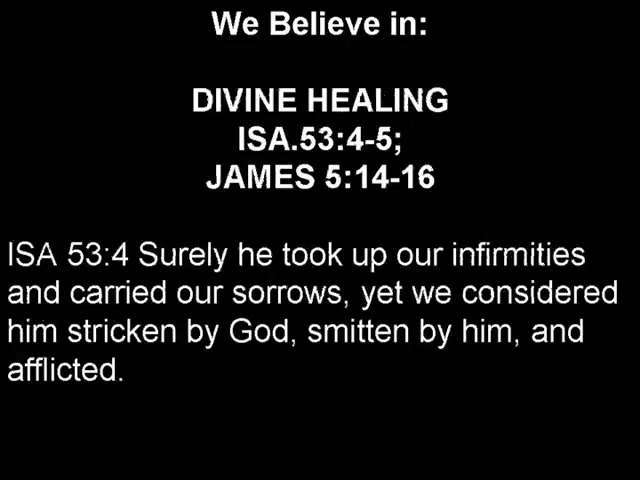 We Believe in:
DIVINE HEALING
ISA.53:4-5;
JAMES 5:14-16
ISA 53:4 Surely he took up our infirmities
and carried our sorrows, yet we considered
him stricken by God, smitten by him, and
afflicted.